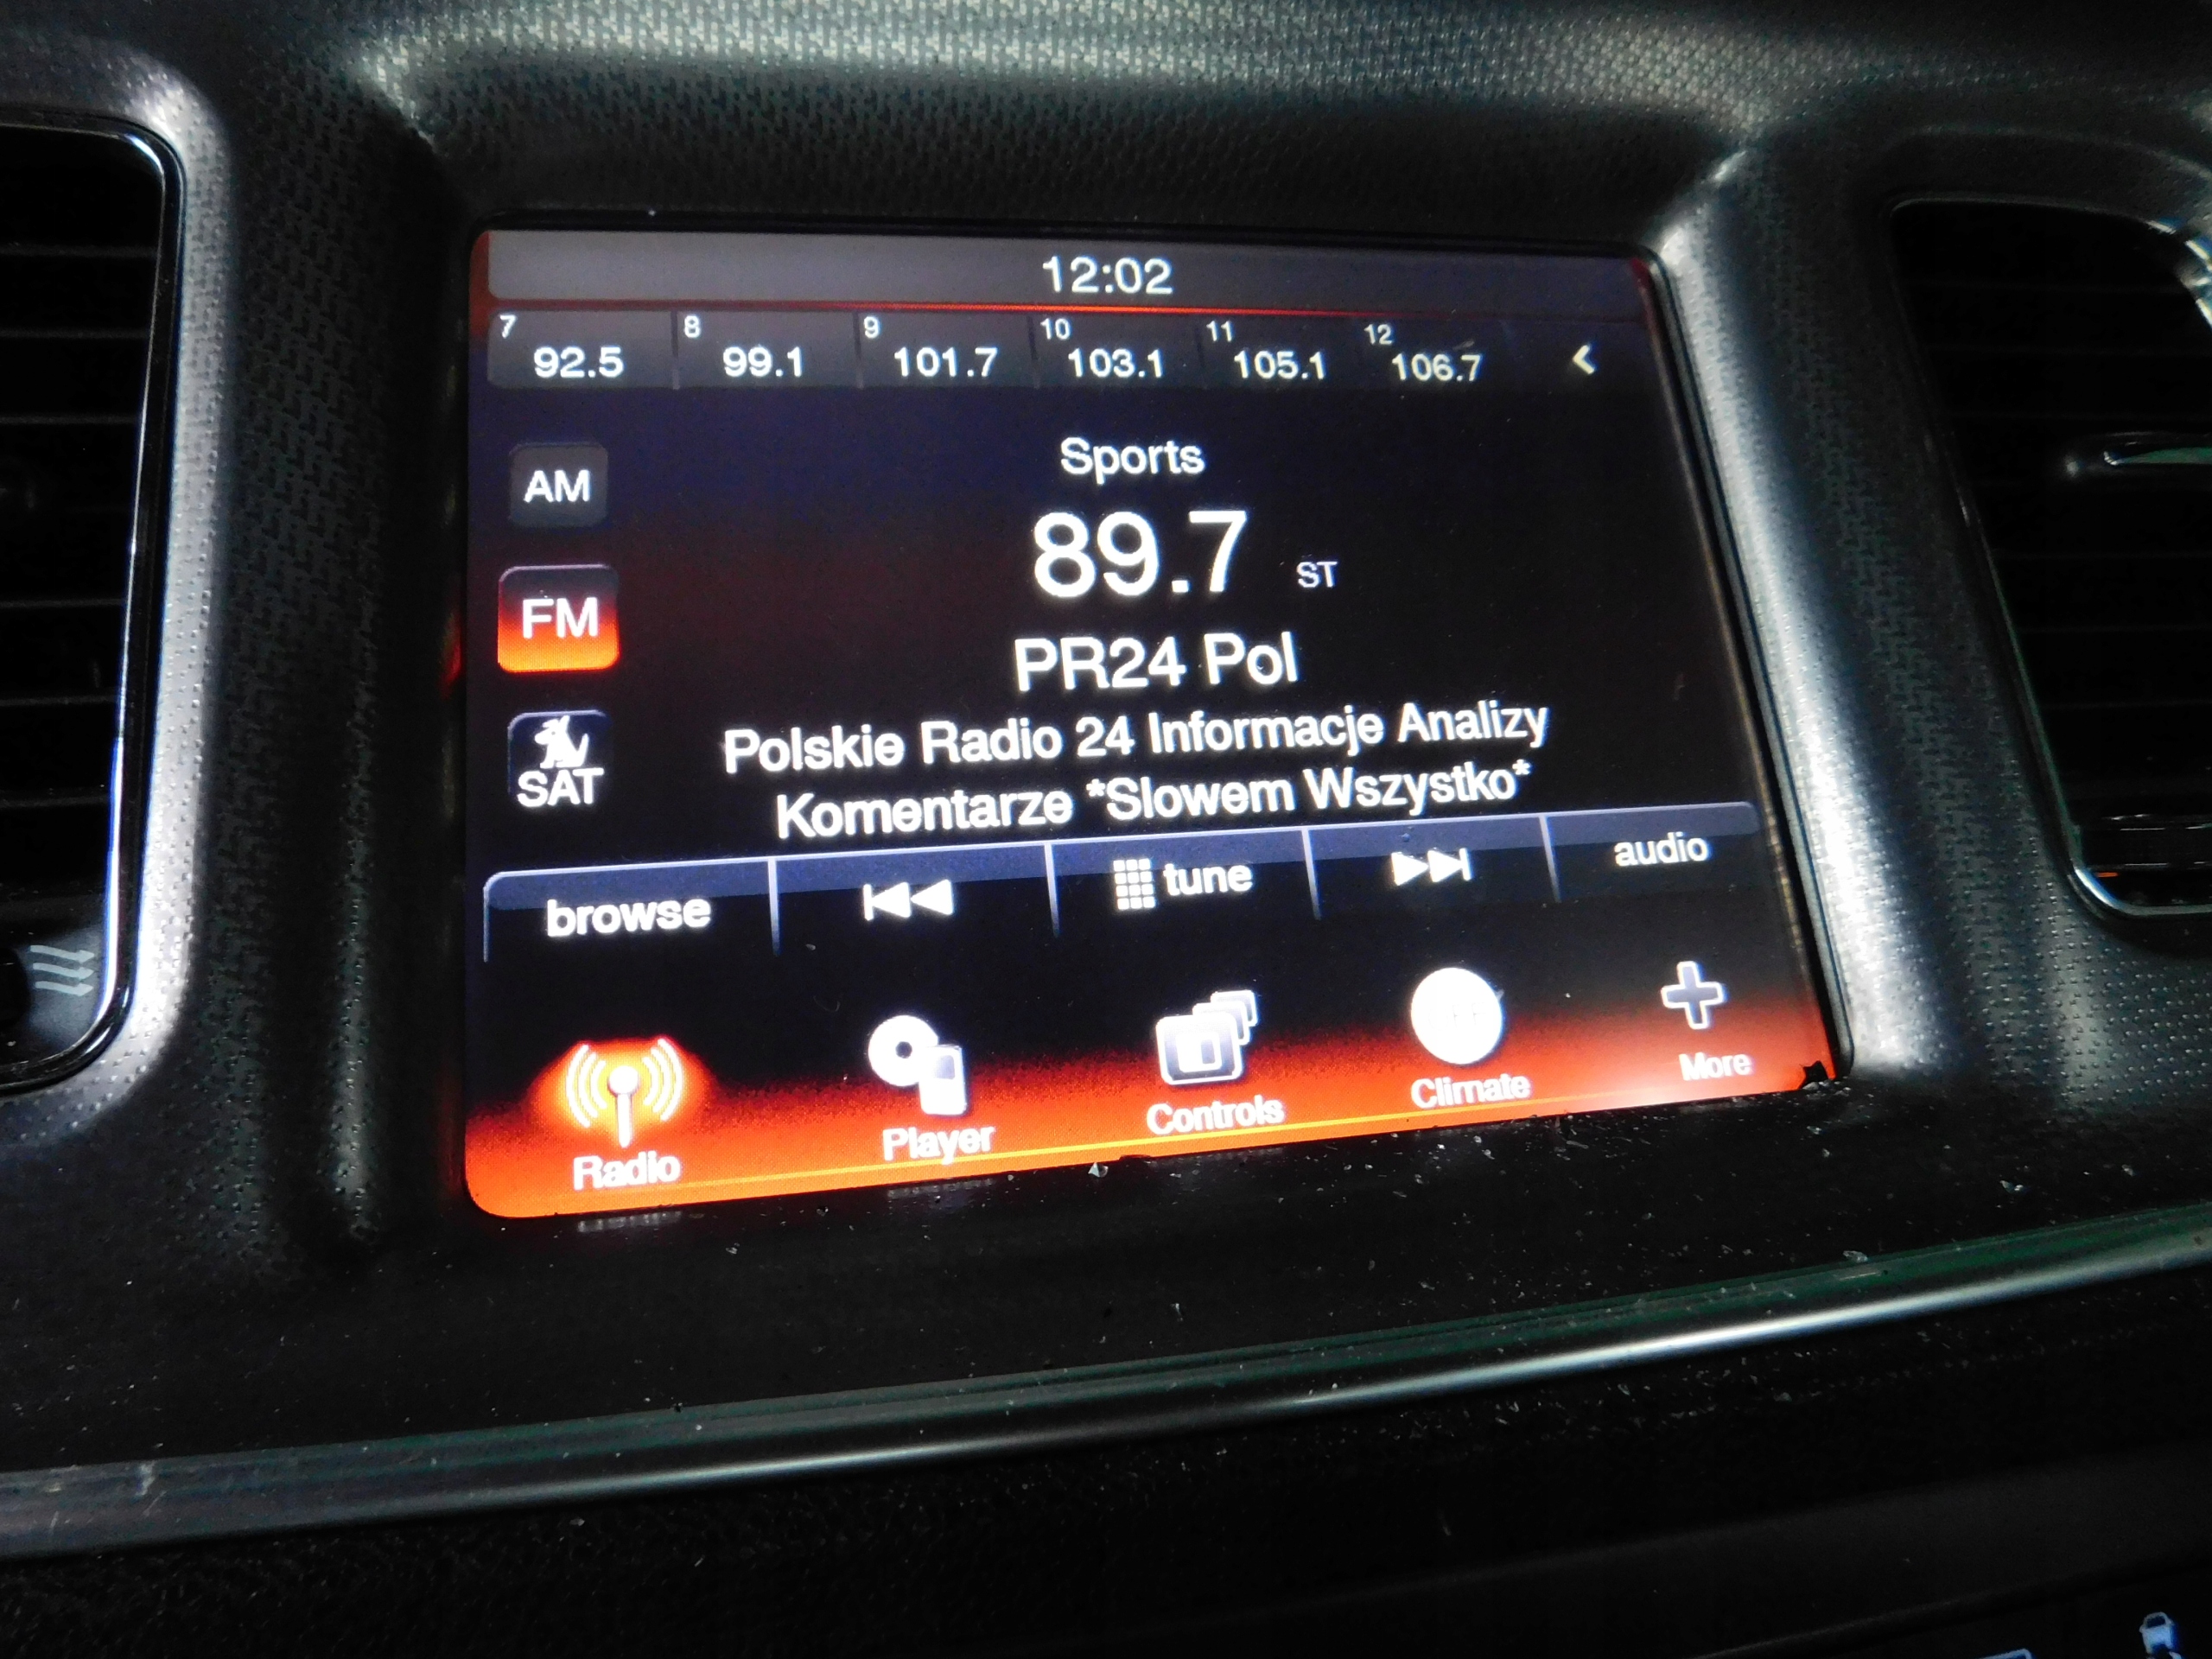 12:02
7 8 9 10 11 12
92.5 99.1 101.7 103.1 105.1 106.7
Sports
AM
89.7 ST
FM
PR24 Pol
Polskie Radio 24 Informacje Analizy
SAT
Komentarze *Slowem Wszystko*
browse tune audio
Radio Player Controls Climate More